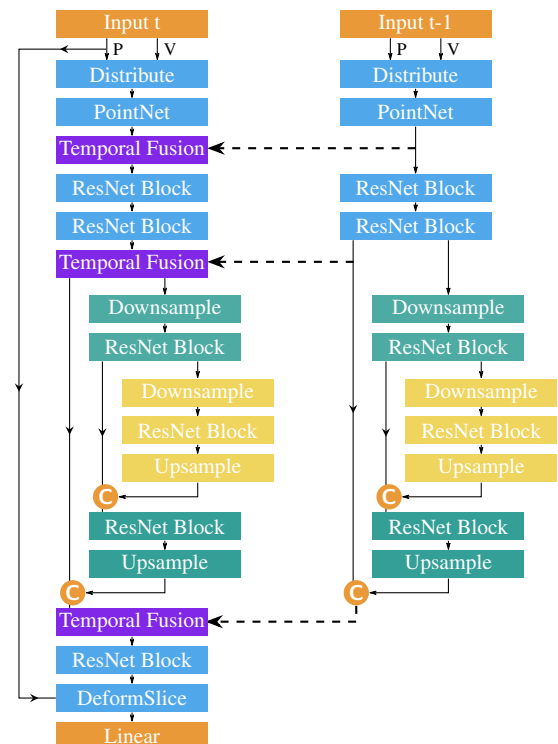 Input t
P V
Distribute
PointNet
Temporal Fusion
ResNet Block
ResNet Block
Temporal Fusion
Downsample
ResNet Block
Downsample
ResNet Block
Upsample
C
ResNet Block
Upsample
C
Temporal Fusion
ResNet Block
DeformSlice
Linear
Input t-1
P V
Distribute
PointNet
ResNet Block
ResNet Block
Downsample
ResNet Block
Downsample
ResNet Block
Upsample
C
ResNet Block
Upsample
C